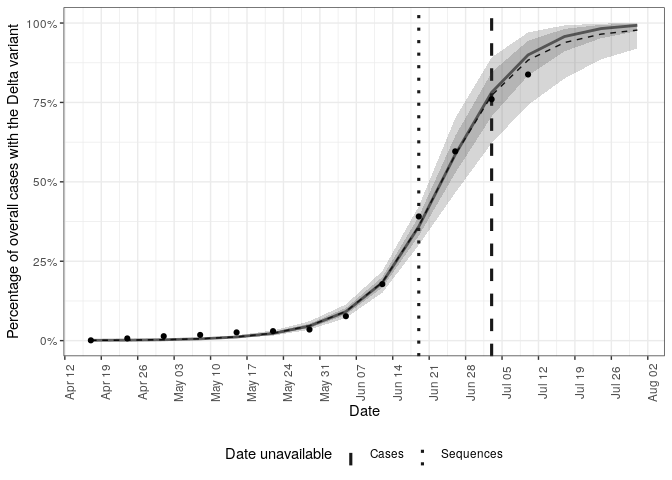 Percentage of overall cases with the Delta variant
100%
75%
50%
25%
0%
Apr 12
Apr 19
Apr 26
May 03
May 10
May 17
May 24
May 31
Jun 07
Jun 14
Jun 21
Jun 28
Jul 05
Jul 12
Jul 19
Jul 26
Aug 02
Date
Date unavailable Cases Sequences